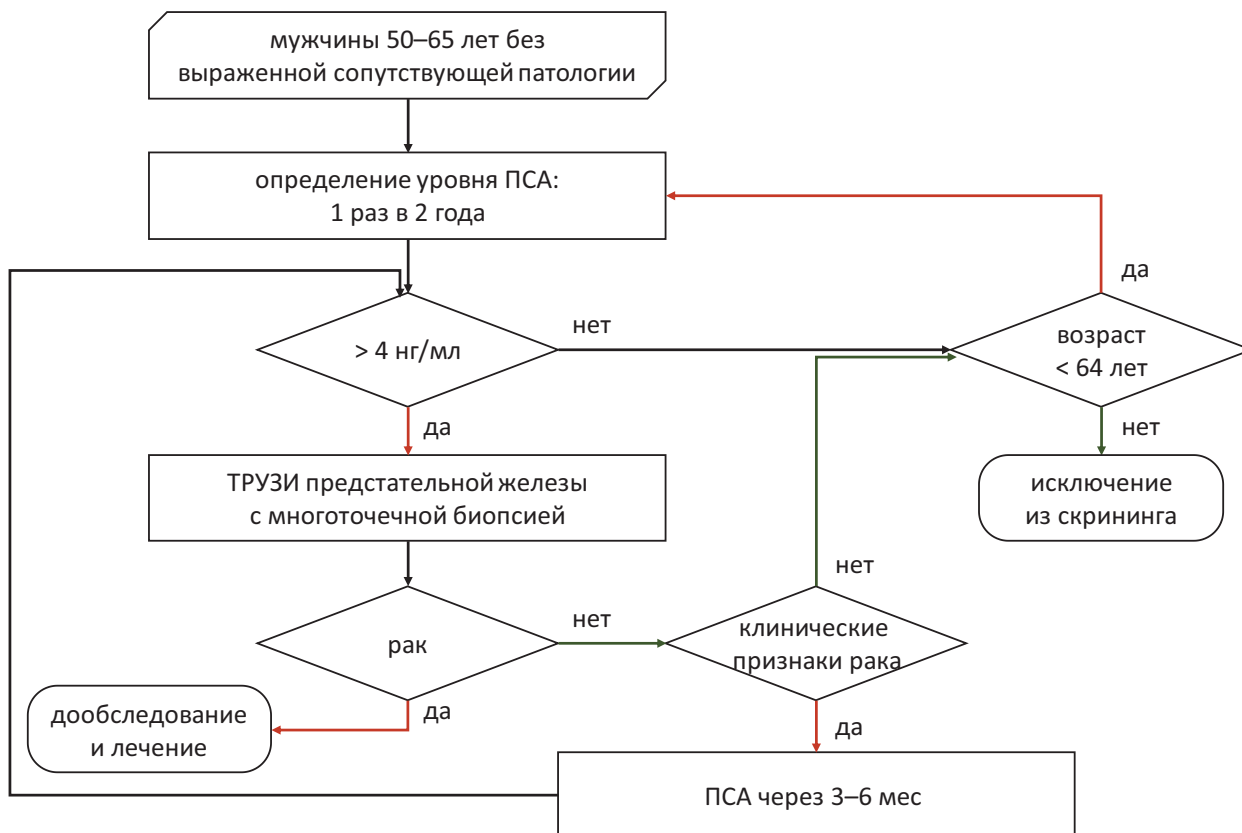 мужчины 50–65 лет без
выраженной сопутствующей патологии
определение уровня ПСА:
1 раз в 2 года
да
нет
> 4 нг/мл
возраст
< 64 лет
да
нет
ТРУЗИ предстательной железы
с многоточечной биопсией
исключение
из скрининга
нет
нет
рак
клинические
признаки рака
да
да
дообследование
и лечение
ПСА через 3–6 мес